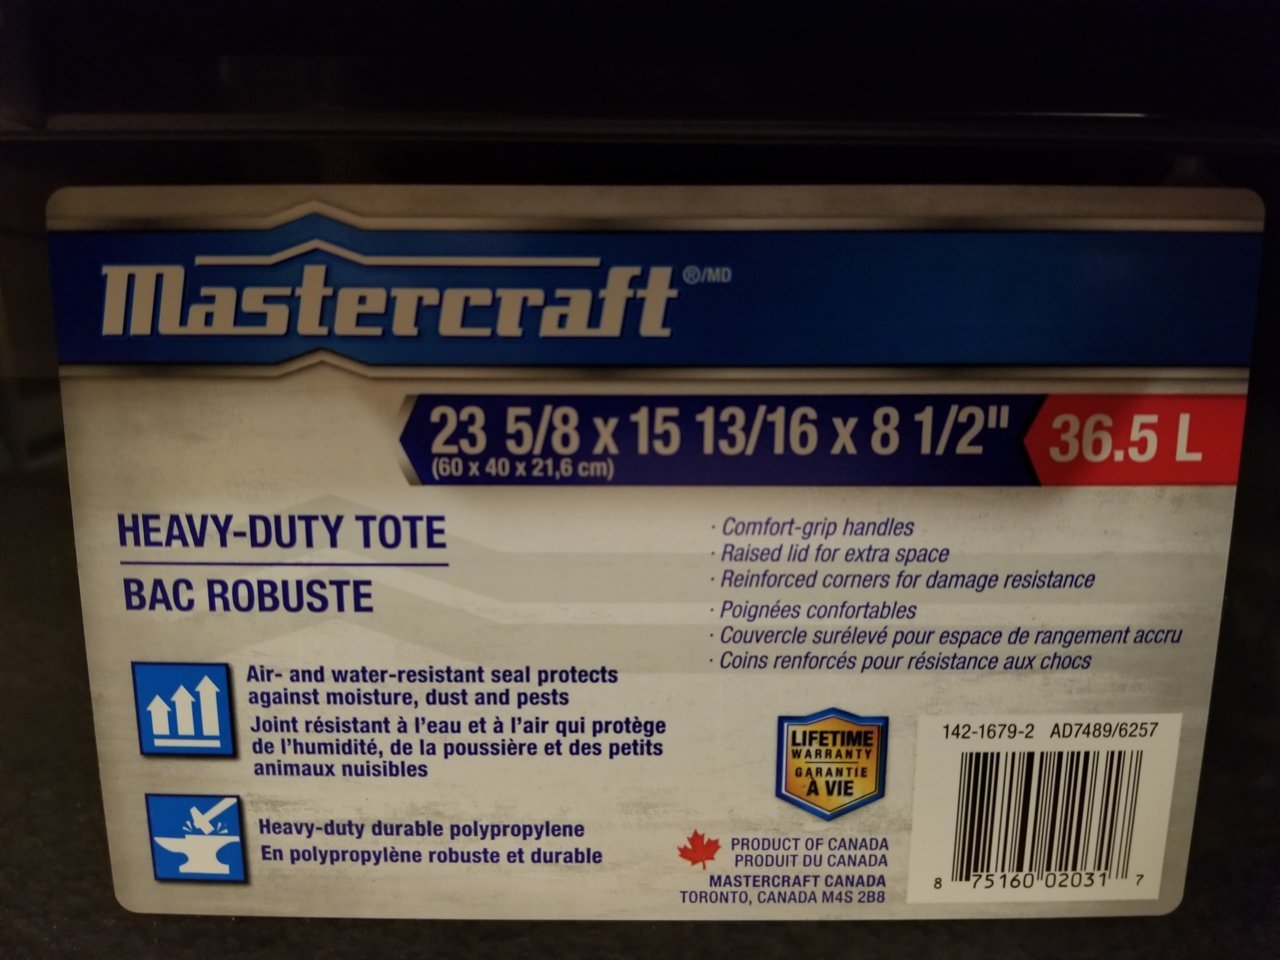 Mastercraft®/MD
23 5/8 x 15 13/16 x 8 1/2"
(60 x 40 x 21,6 cm)
36.5 L
HEAVY-DUTY TOTE
BAC ROBUSTE
· Comfort-grip handles
· Raised lid for extra space
· Reinforced corners for damage resistance
· Poignées confortables
· Couvercle surélevé pour espace de rangement accru
· Coins renforcés pour résistance aux chocs
Air- and water-resistant seal protects
against moisture, dust and pests
Joint résistant à l'eau et à l'air qui protège
de l'humidité, de la poussière et des petits
animaux nuisibles
Heavy-duty durable polypropylene
En polypropylène robuste et durable
LIFETIME
WARRANTY
GARANTIE
À VIE
PRODUCT OF CANADA
PRODUIT DU CANADA
MASTERCRAFT CANADA
TORONTO, CANADA M4S 2B8
142-1679-2 AD7489/6257
8 75160 02031 7